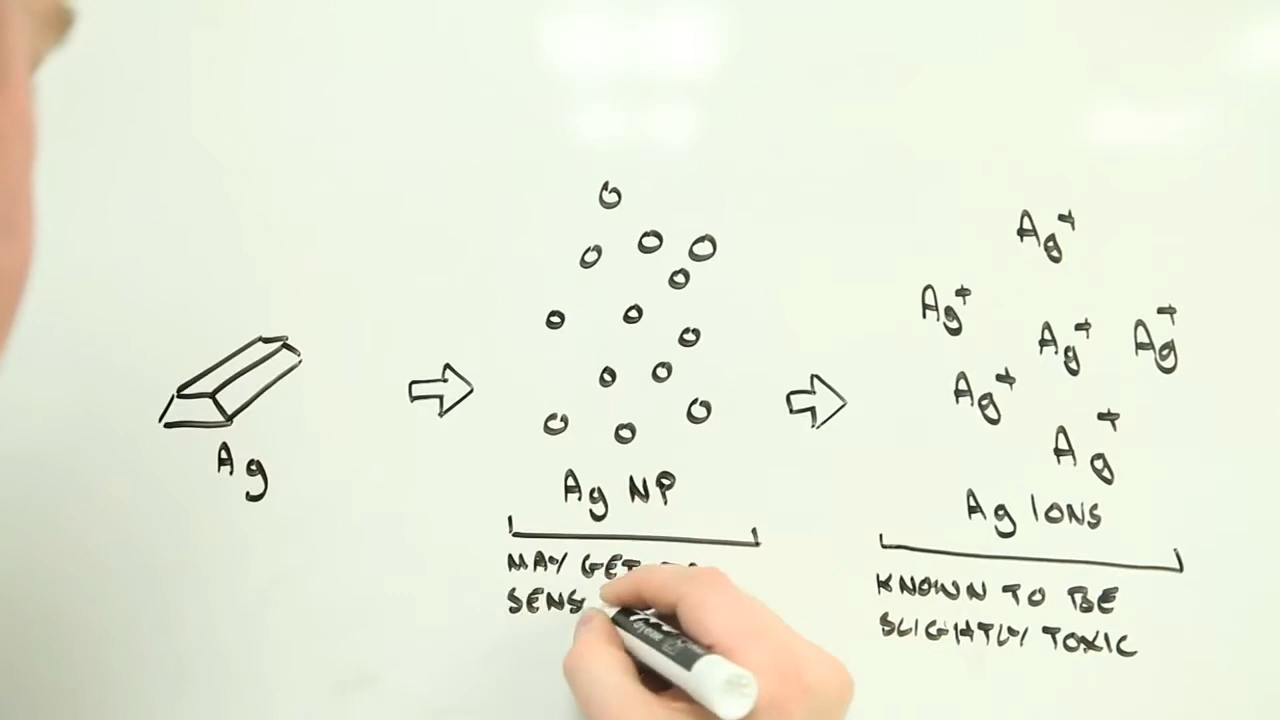 Ag
Ag NP
MAY GET
SENS
Ag+
Ag+
Ag+
Ag+
Ag+
Ag+
Ag IONS
KNOWN TO BE
SLIGHTLY TOXIC